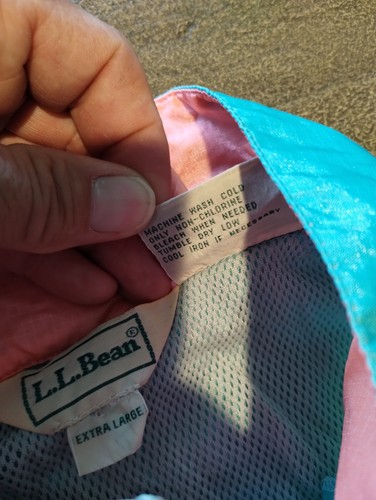 MACHINE WASH COLD
ONLY NON-CHLORINE
BLEACH WHEN NEEDED
TUMBLE DRY LOW
COOL IRON IF NECESSARY
L.L.Bean®
EXTRA LARGE